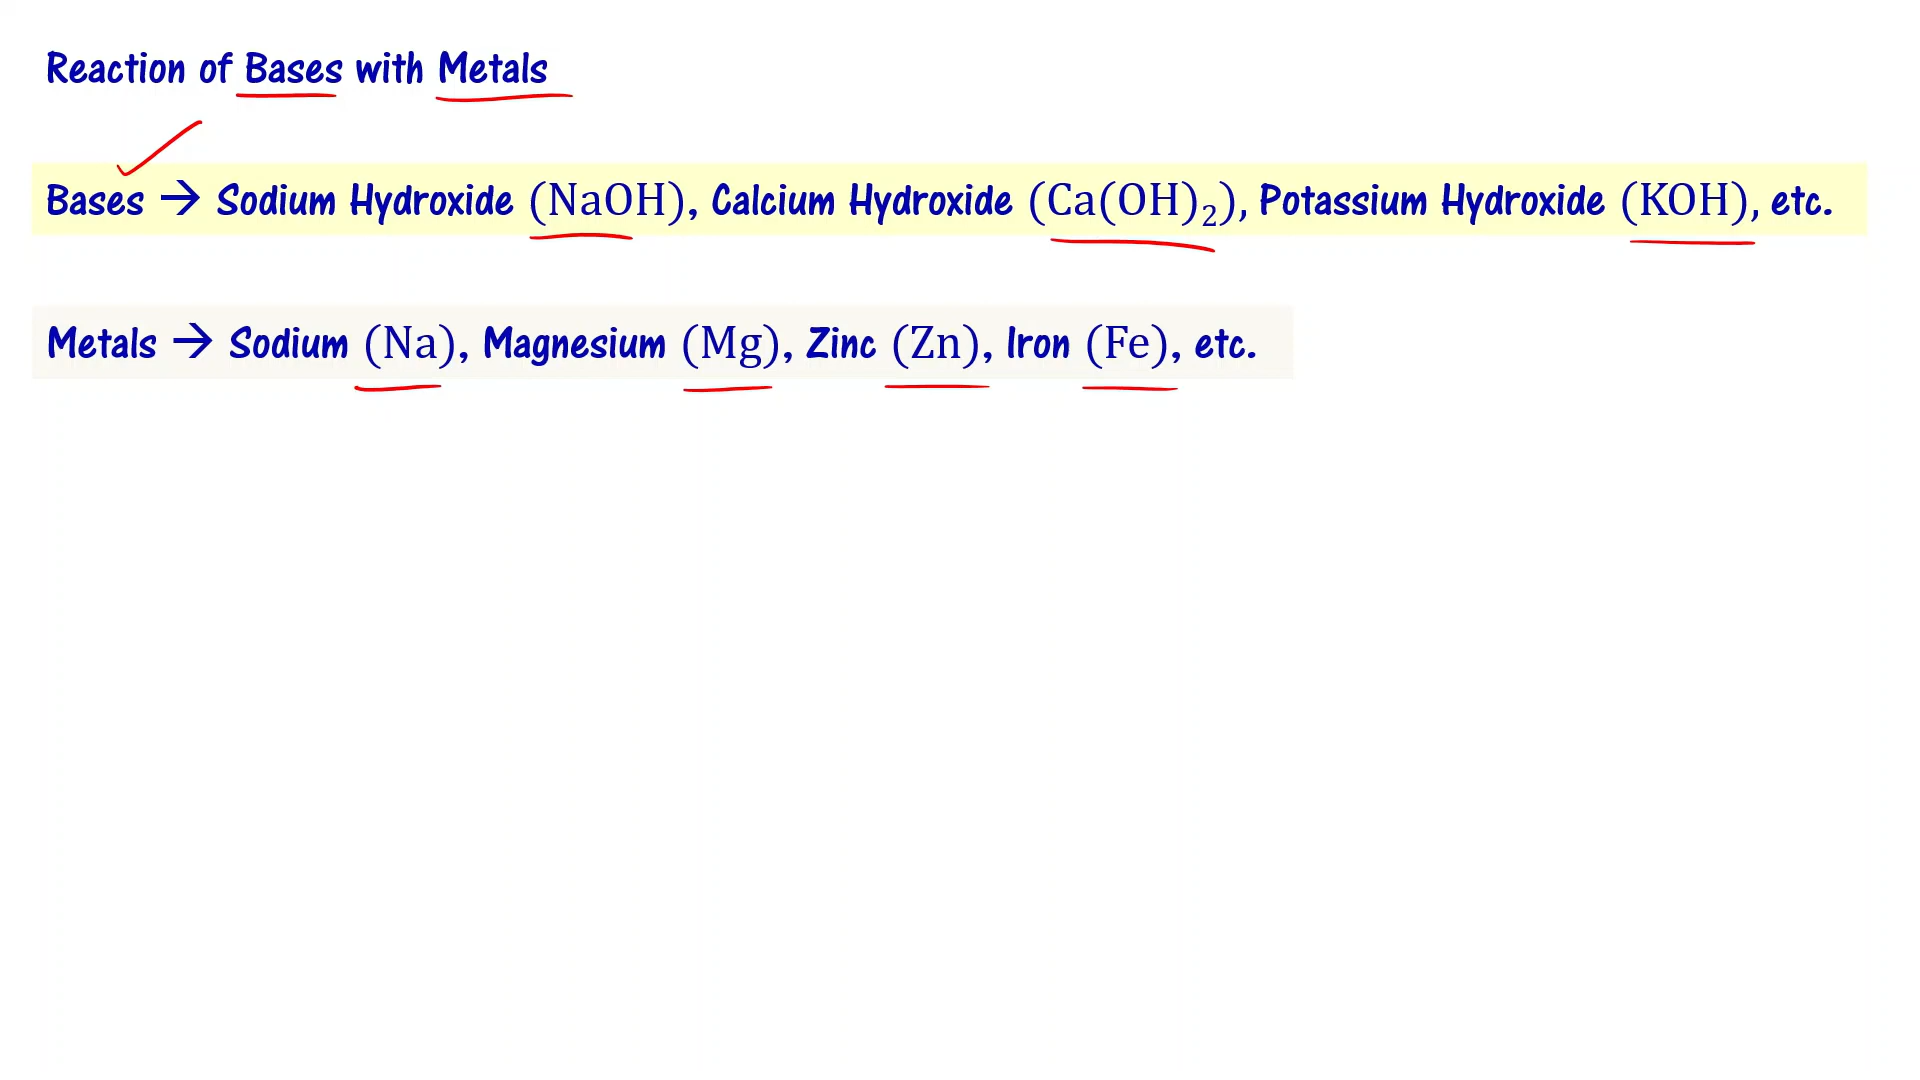 Reaction of Bases with Metals
Bases → Sodium Hydroxide (NaOH), Calcium Hydroxide (Ca(OH)₂), Potassium Hydroxide (KOH), etc.
Metals → Sodium (Na), Magnesium (Mg), Zinc (Zn), Iron (Fe), etc.